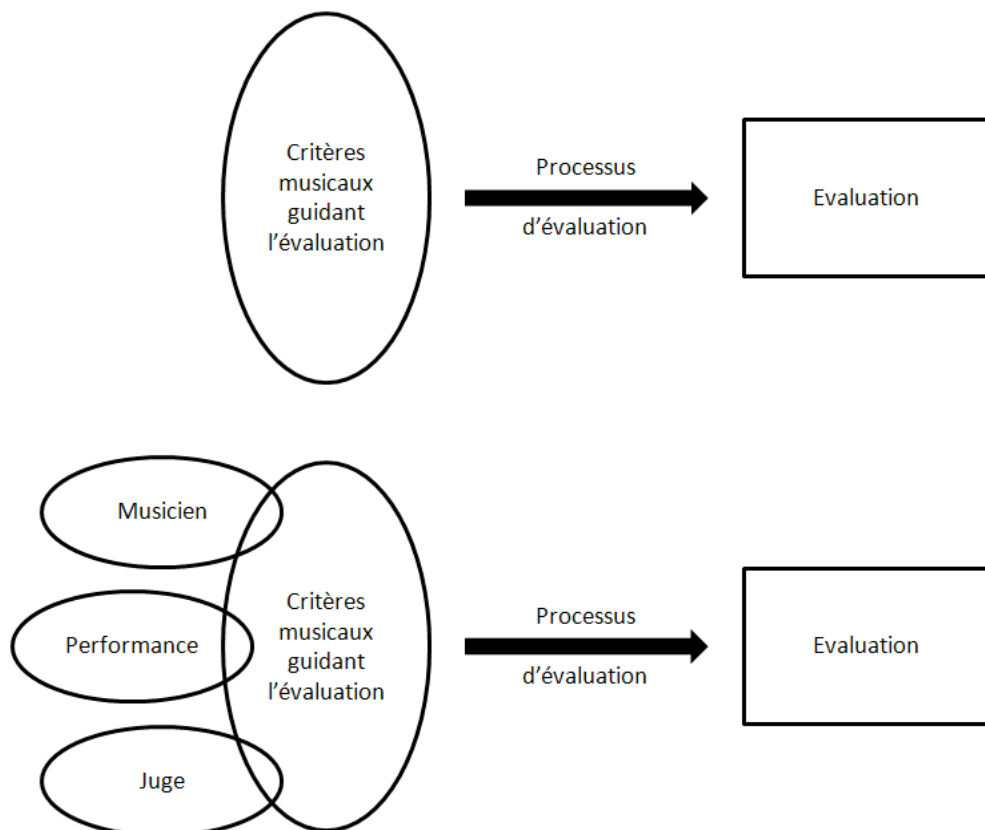 Critères
musicaux
guidant
l'évaluation
Processus
d'évaluation
Evaluation
Musicien
Performance
Juge
Critères
musicaux
guidant
l'évaluation
Processus
d'évaluation
Evaluation